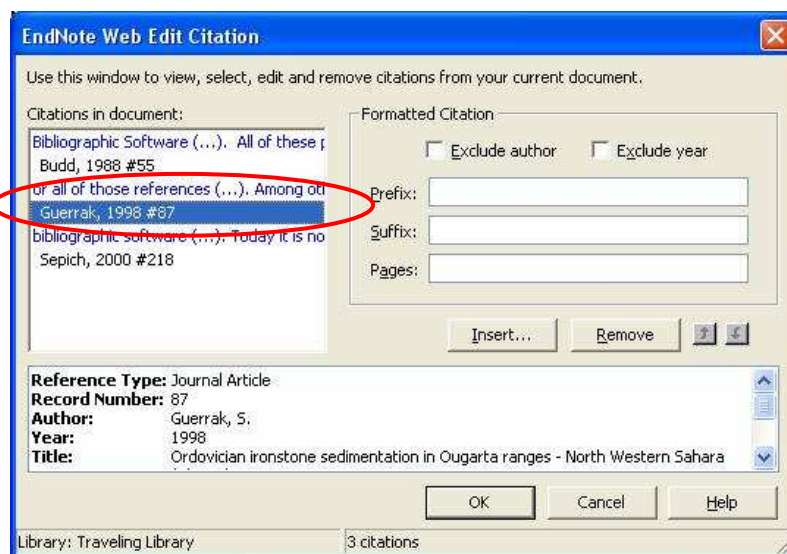 EndNote Web Edit Citation
Use this window to view, select, edit and remove citations from your current document.
Citations in document:
Bibliographic Software (...).  All of these
Budd, 1988 #55
or all of those references (...). Among
Guerrak, 1998 #87
bibliographic software (...). Today it is no
Sepich, 2000 #218
Formatted Citation
Exclude author
Exclude year
Prefix:
Suffix:
Pages:
Insert...
Remove
Reference Type: Journal Article
Record Number: 87
Author: Guerrak, S.
Year: 1998
Title: Ordovician ironstone sedimentation in Ougarta ranges - North Western Sahara
OK
Cancel
Help
Library: Traveling Library
3 citations